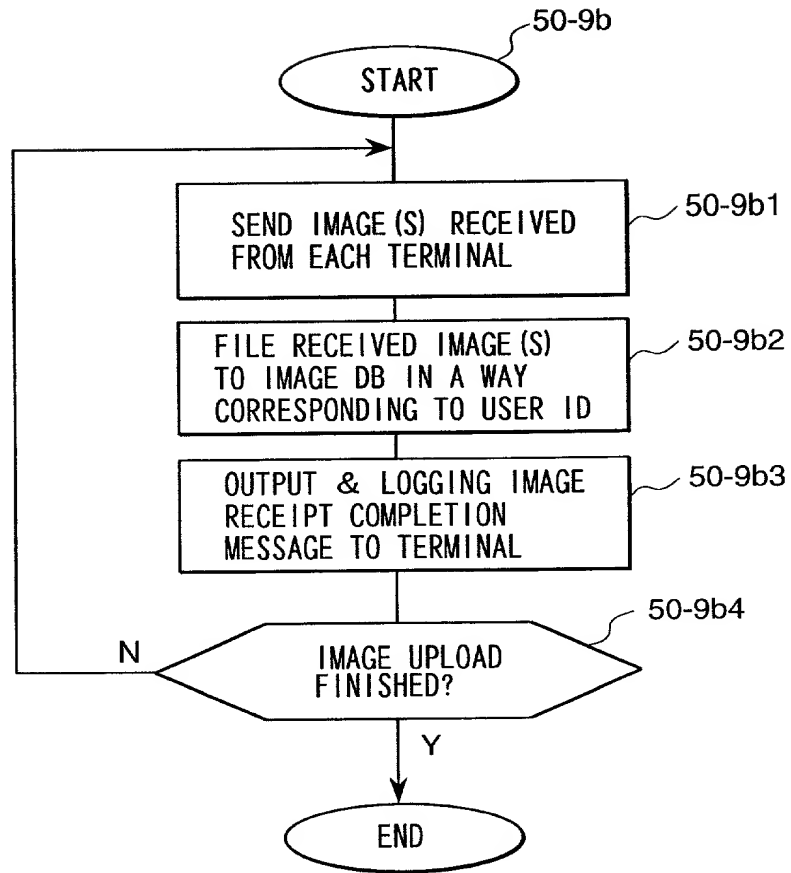 50-9b
START
50-9b1
SEND IMAGE(S) RECEIVED
FROM EACH TERMINAL
50-9b2
FILE RECEIVED IMAGE(S)
TO IMAGE DB IN A WAY
CORRESPONDING TO USER ID
50-9b3
OUTPUT & LOGGING IMAGE
RECEIPT COMPLETION
MESSAGE TO TERMINAL
50-9b4
N
IMAGE UPLOAD
FINISHED?
Y
END